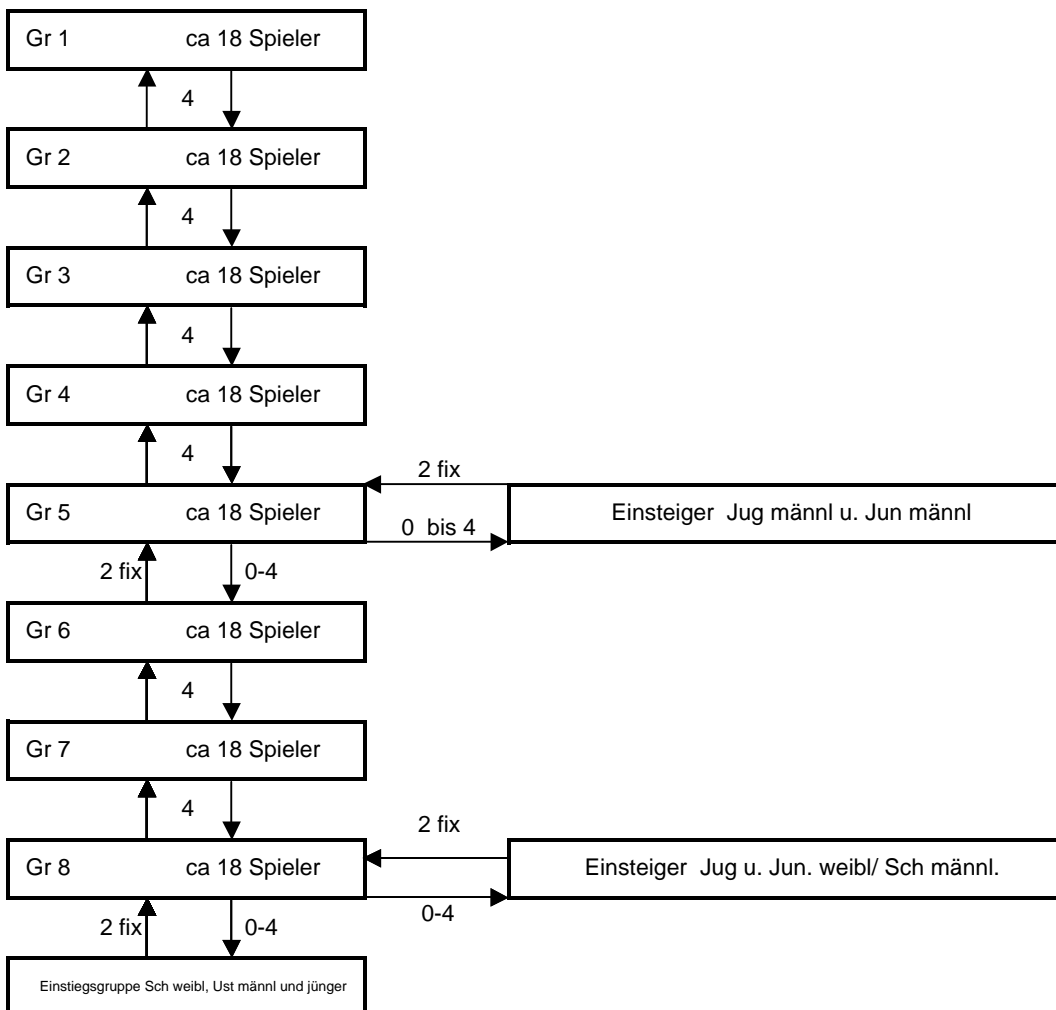 Gr 1 ca 18 Spieler
4
Gr 2 ca 18 Spieler
4
Gr 3 ca 18 Spieler
4
Gr 4 ca 18 Spieler
4
2 fix
Gr 5 ca 18 Spieler
Einsteiger Jug männl u. Jun männl
0 bis 4
2 fix 0-4
Gr 6 ca 18 Spieler
4
Gr 7 ca 18 Spieler
4
2 fix
Gr 8 ca 18 Spieler
Einsteiger Jug u. Jun. weibl/ Sch männl.
0-4
2 fix 0-4
Einstiegsgruppe Sch weibl, Ust männl und jünger